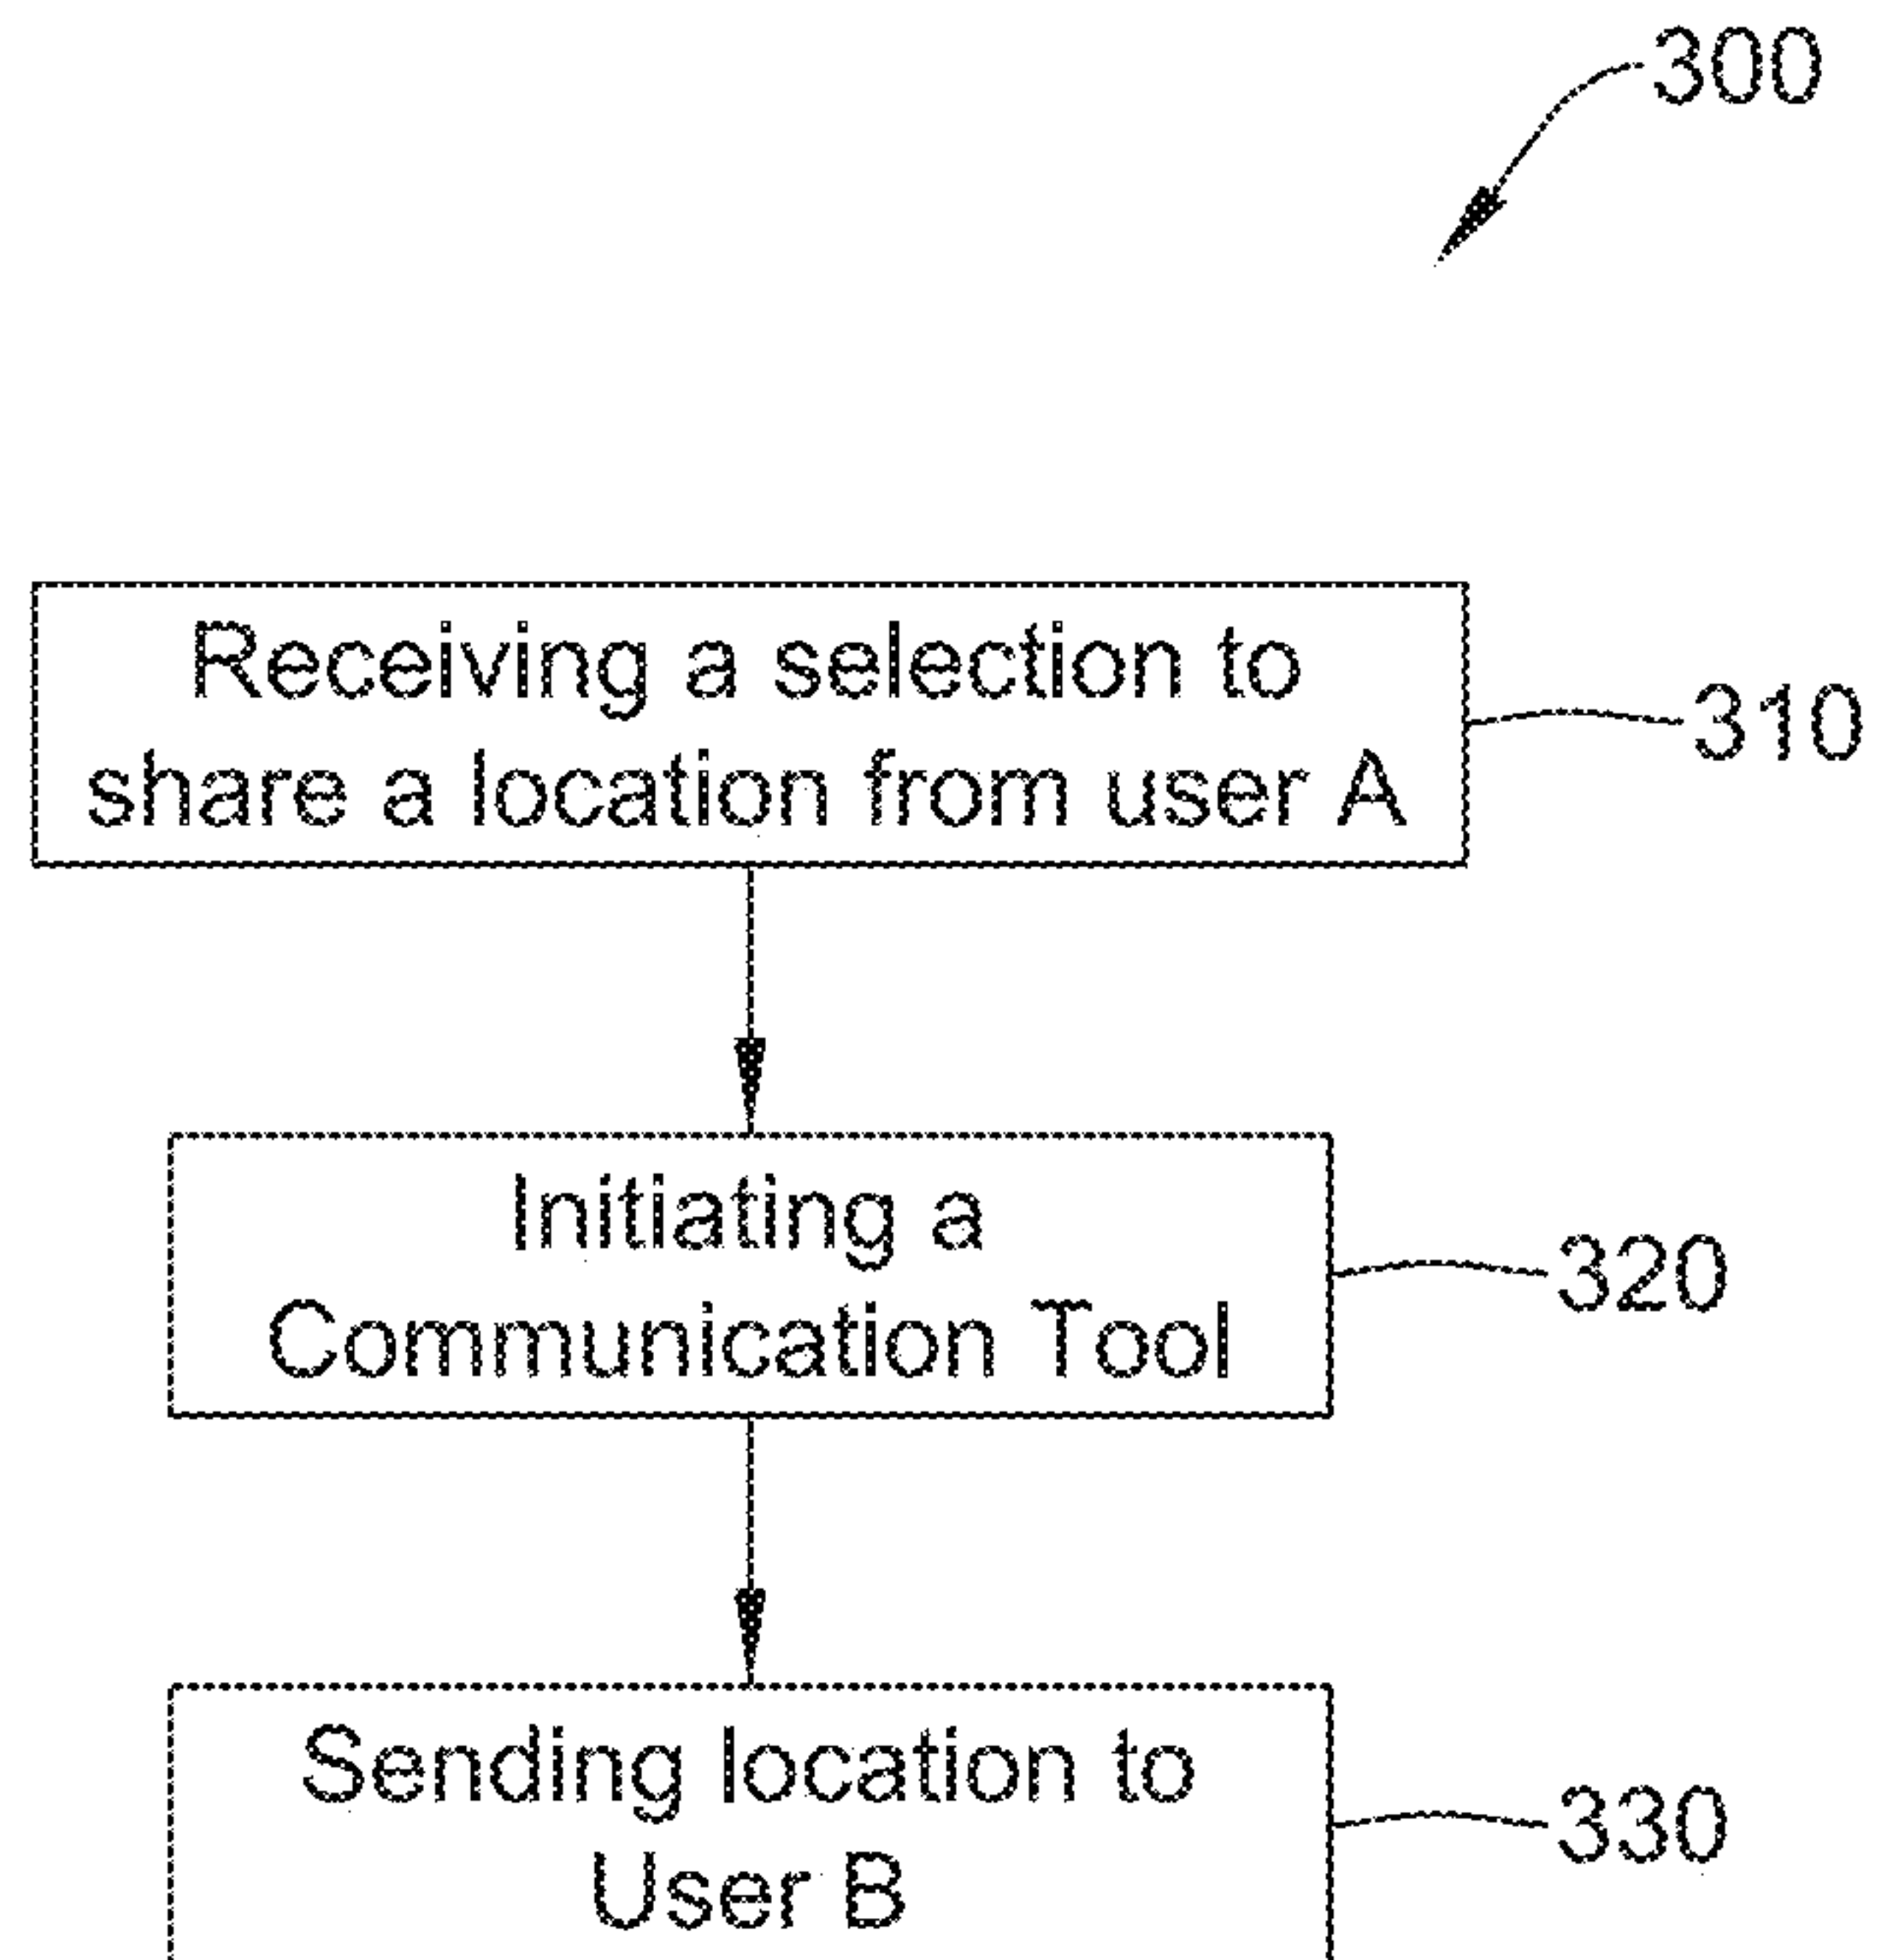 300
Receiving a selection to
share a location from user A
310
Initiating a
Communication Tool
320
Sending location to
User B
330